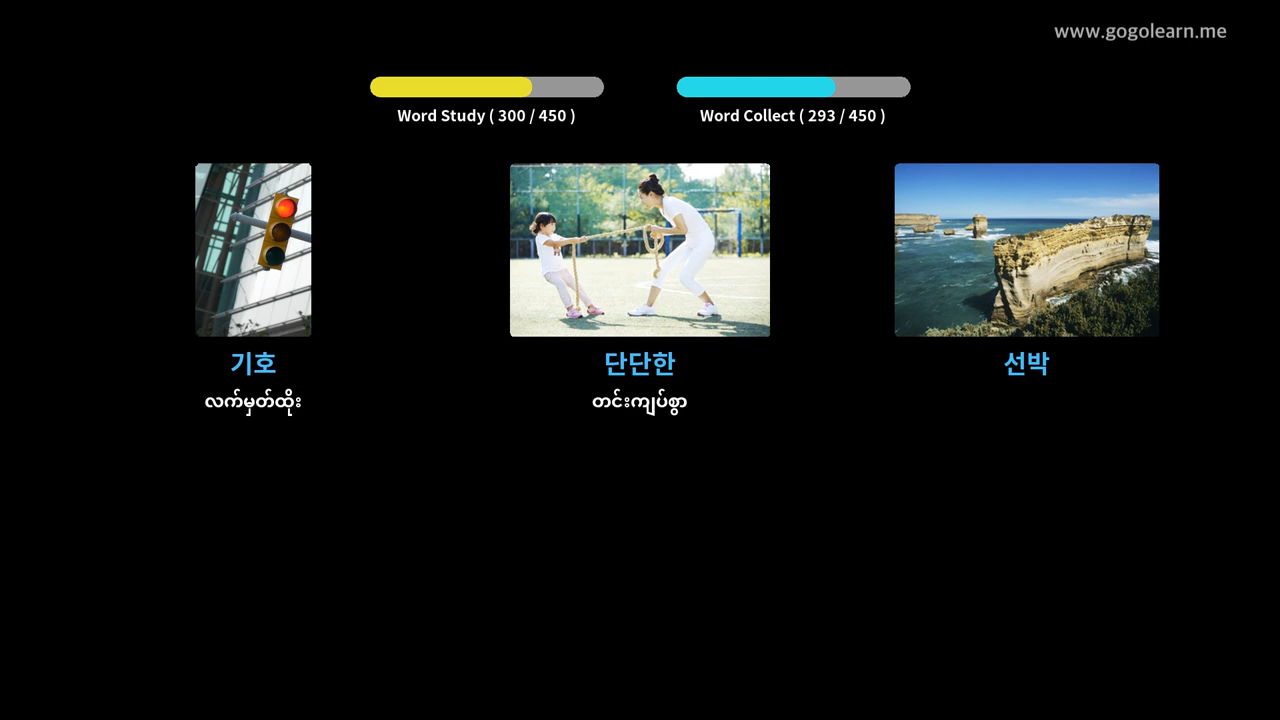 www.gogolearn.me
Word Study ( 300 / 450 )
Word Collect ( 293 / 450 )
기호
단단한
선박
လက်မှတ်ထိုး
တင်းကျပ်စွာ